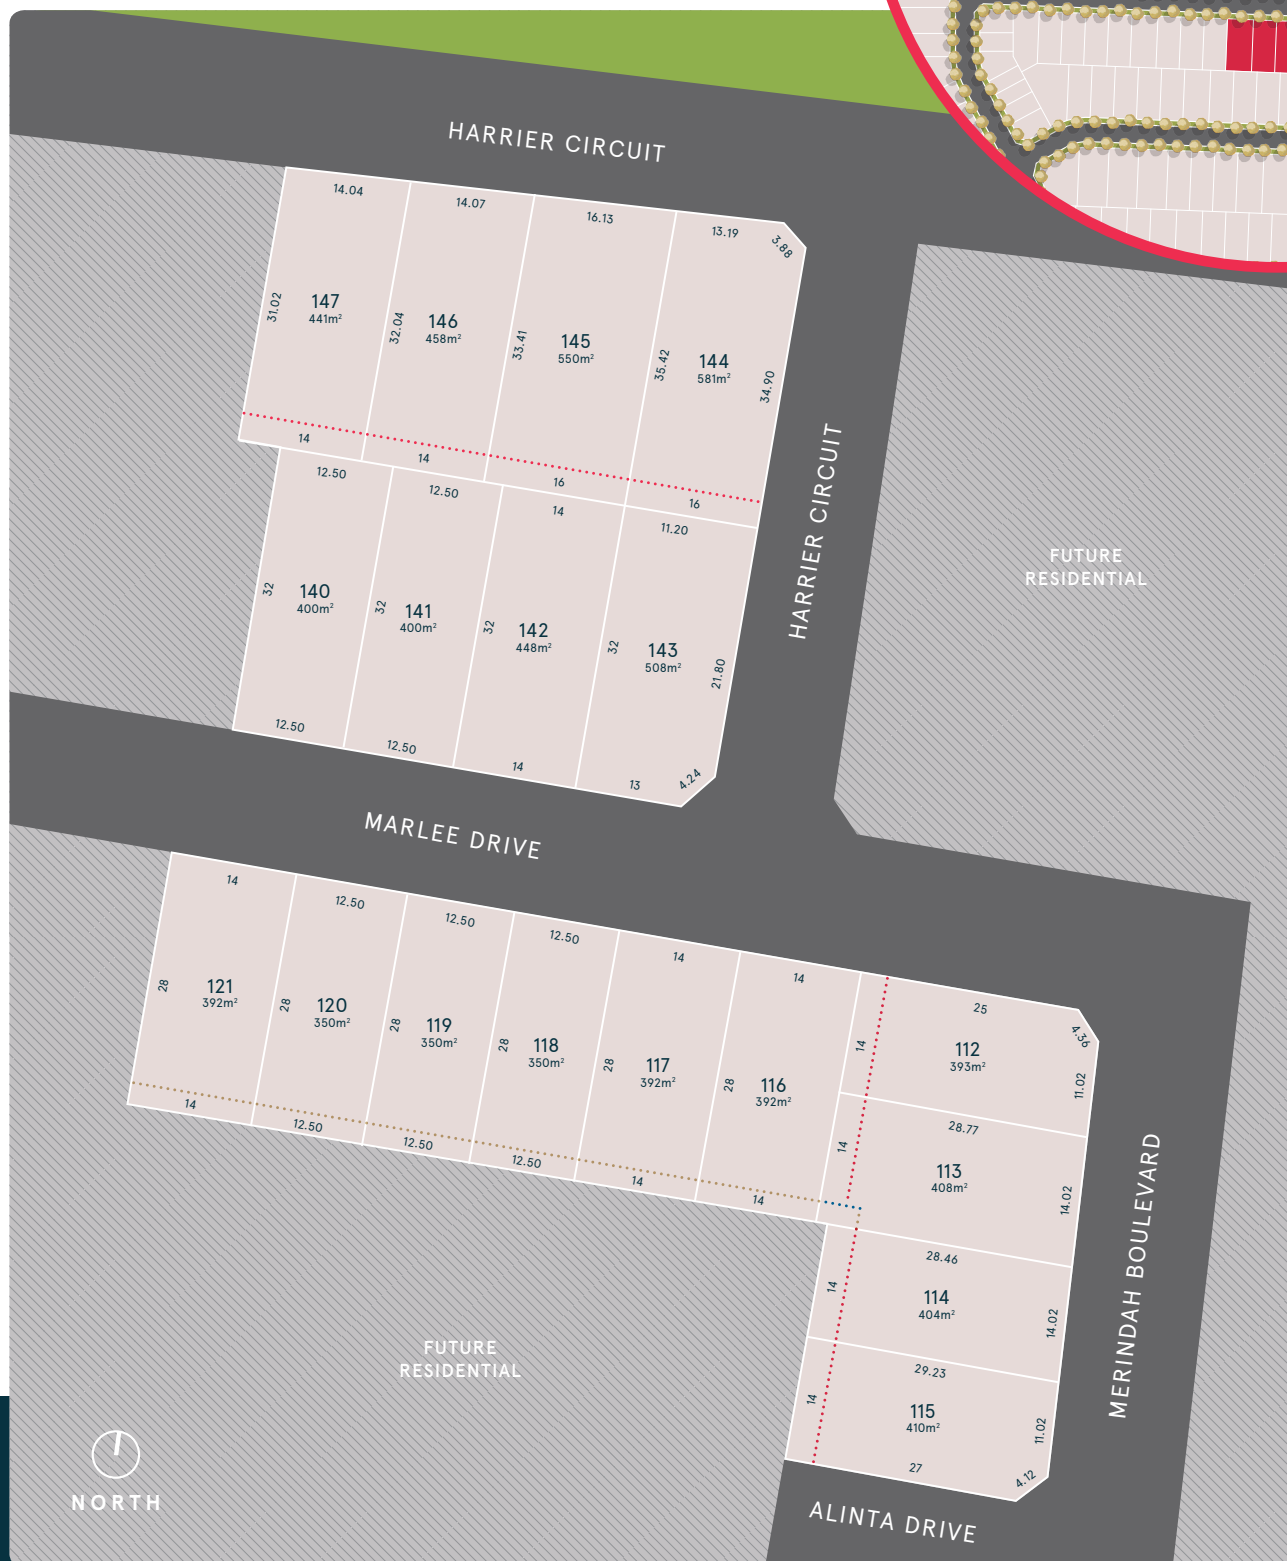 HARRIER CIRCUIT
14.04
14.07
16.13
13.19
3.88
31.02
147
441m²
32.04
146
458m²
33.41
145
550m²
35.42
144
581m²
34.90
14
14
16
16
HARRIER CIRCUIT
12.50
12.50
14
11.20
32
140
400m²
32
141
400m²
32
142
448m²
32
143
508m²
21.80
12.50
12.50
14
13
4.24
FUTURE
RESIDENTIAL
MARLEE DRIVE
14
12.50
12.50
12.50
14
14
28
121
392m²
28
120
350m²
28
119
350m²
28
118
350m²
28
117
392m²
28
116
392m²
14
12.50
12.50
12.50
14
14
25
4.36
14
112
393m²
11.02
28.77
14
113
408m²
14.02
28.46
14
114
404m²
14.02
29.23
14
115
410m²
11.02
27
4.12
MERINDAH BOULEVARD
FUTURE
RESIDENTIAL
NORTH
ALINTA DRIVE